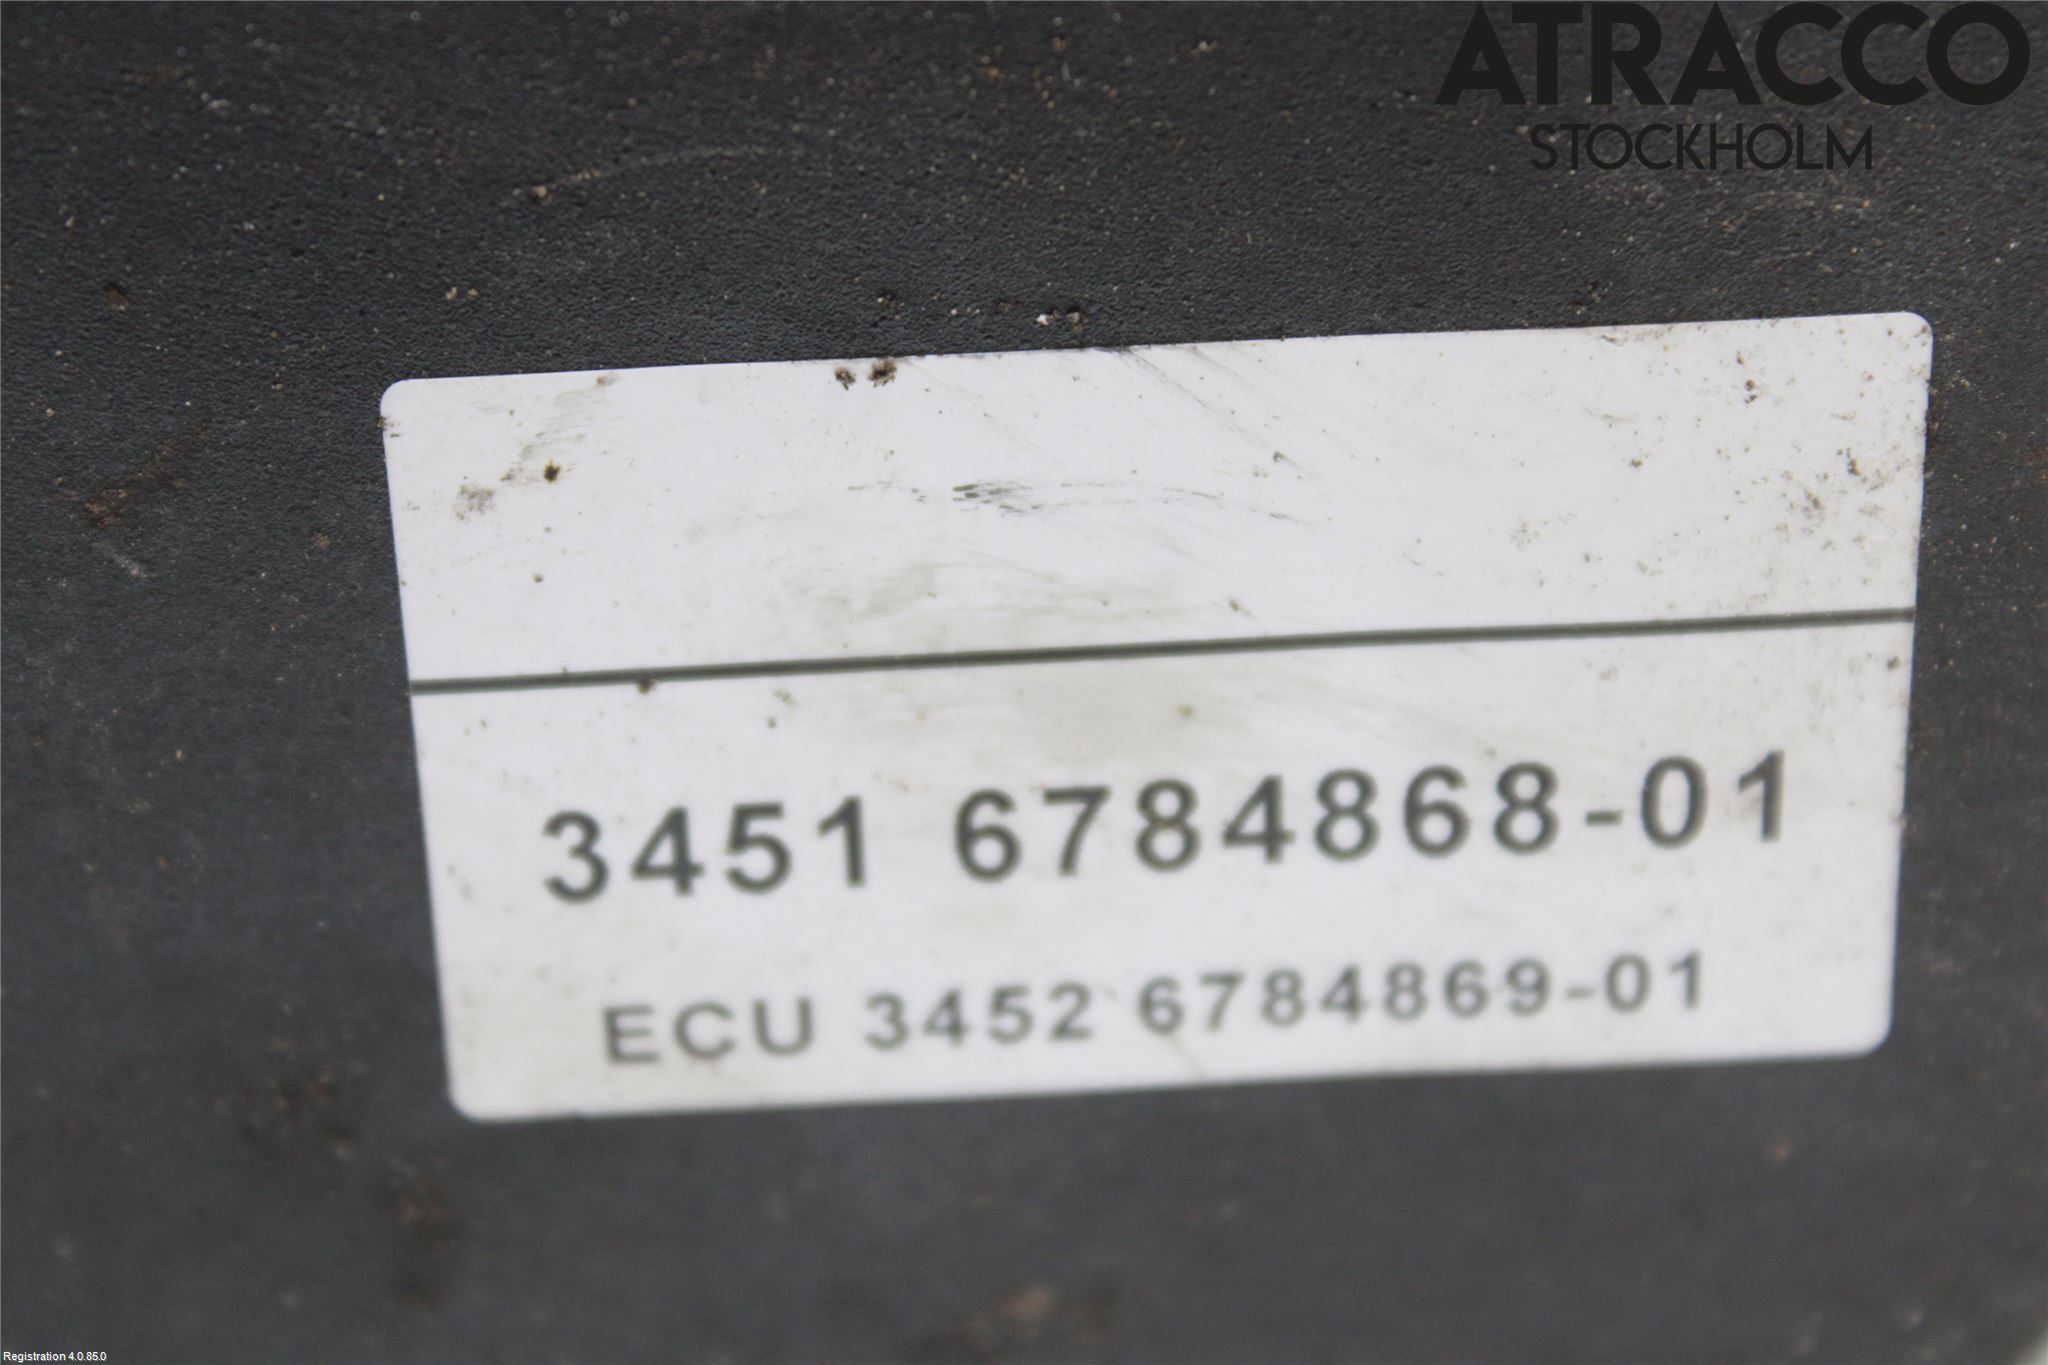 ATRACCO
STOCKHOLM
3451 6784868-01
ECU 3452 6784869-01
Registration 4.0.85.0